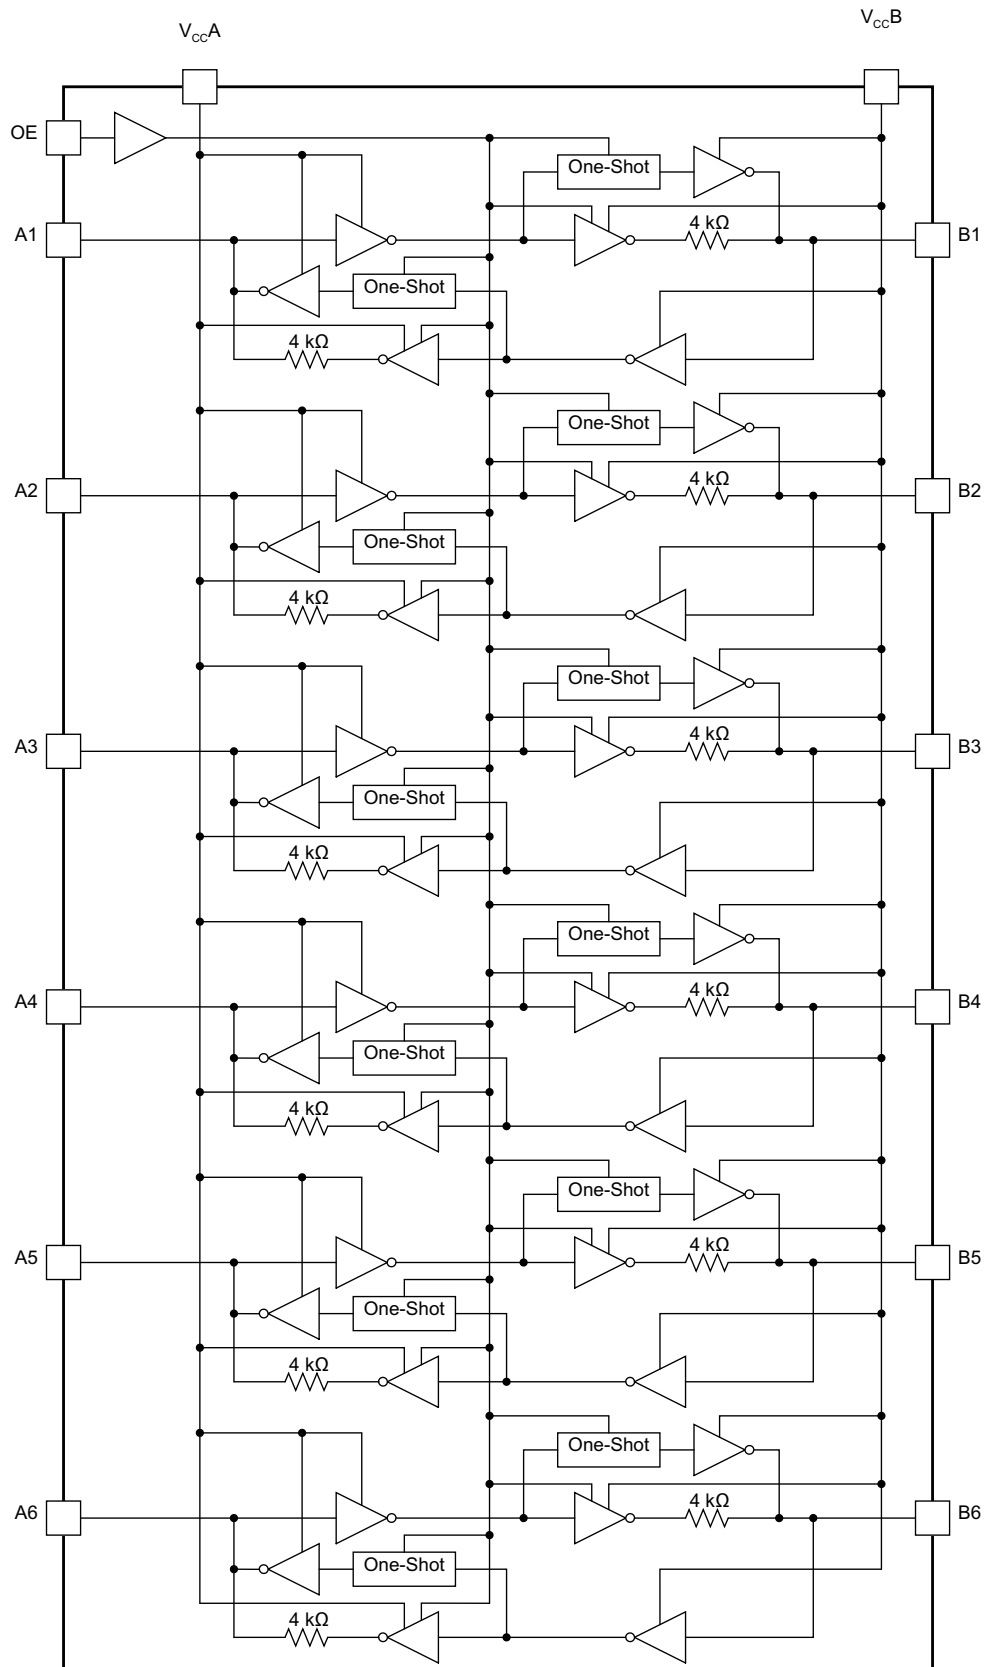 V_CC A
V_CC B
OE
One-Shot
A1
4 kΩ
B1
One-Shot
4 kΩ
One-Shot
A2
4 kΩ
B2
One-Shot
4 kΩ
One-Shot
A3
4 kΩ
B3
One-Shot
4 kΩ
One-Shot
A4
4 kΩ
B4
One-Shot
4 kΩ
One-Shot
A5
4 kΩ
B5
One-Shot
4 kΩ
One-Shot
A6
4 kΩ
B6
One-Shot
4 kΩ